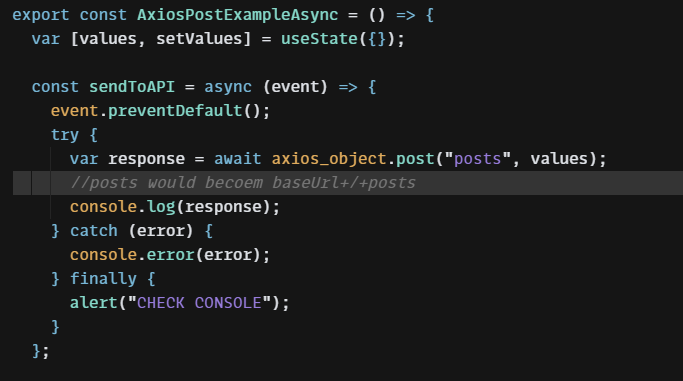 export const AxiosPostExampleAsync = () => {
  var [values, setValues] = useState({});

  const sendToAPI = async (event) => {
    event.preventDefault();
    try {
      var response = await axios_object.post("posts", values);
      //posts would becoem baseUrl+/+posts
      console.log(response);
    } catch (error) {
      console.error(error);
    } finally {
      alert("CHECK CONSOLE");
    }
  };